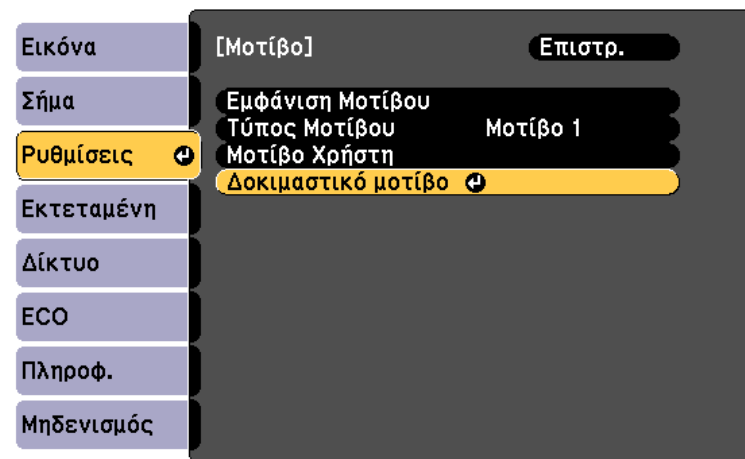 Εικόνα
Σήμα
Ρυθμίσεις
Εκτεταμένη
Δίκτυο
ECO
Πληροφ.
Μηδενισμός
[Μοτίβο] Επιστρ.
Εμφάνιση Μοτίβου
Τύπος Μοτίβου Μοτίβο 1
Μοτίβο Χρήστη
Δοκιμαστικό μοτίβο